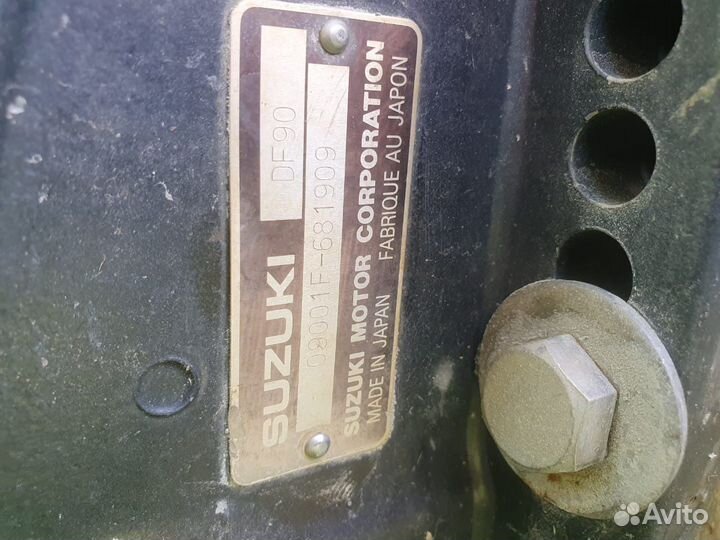 SUZUKI DF90
09001F-681909
SUZUKI MOTOR CORPORATION
MADE IN JAPAN FABRIQUE AU JAPON
Avito